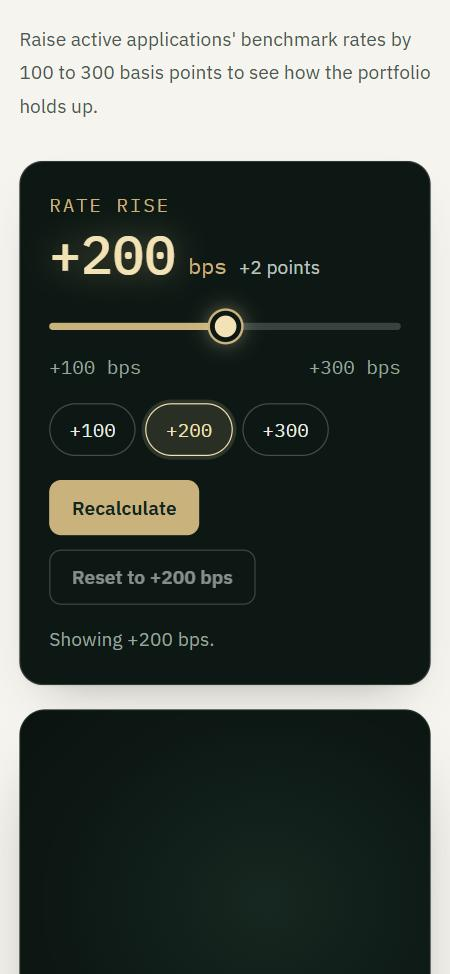 Raise active applications' benchmark rates by
100 to 300 basis points to see how the portfolio
holds up.
RATE RISE
+200 bps +2 points
+100 bps +300 bps
+100 +200 +300
Recalculate
Reset to +200 bps
Showing +200 bps.